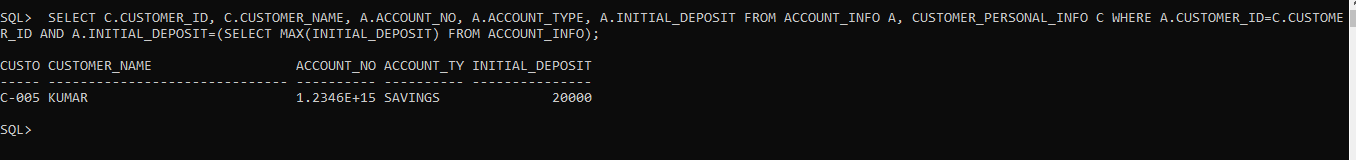 SQL>  SELECT C.CUSTOMER_ID, C.CUSTOMER_NAME, A.ACCOUNT_NO, A.ACCOUNT_TYPE, A.INITIAL_DEPOSIT FROM ACCOUNT_INFO A, CUSTOMER_PERSONAL_INFO C WHERE A.CUSTOMER_ID=C.CUSTOME
R_ID AND A.INITIAL_DEPOSIT=(SELECT MAX(INITIAL_DEPOSIT) FROM ACCOUNT_INFO);
CUSTO CUSTOMER_NAME                  ACCOUNT_NO ACCOUNT_TY INITIAL_DEPOSIT
----- ------------------------------ ---------- ---------- ---------------
C-005 KUMAR                          1.2346E+15 SAVINGS              20000
SQL>